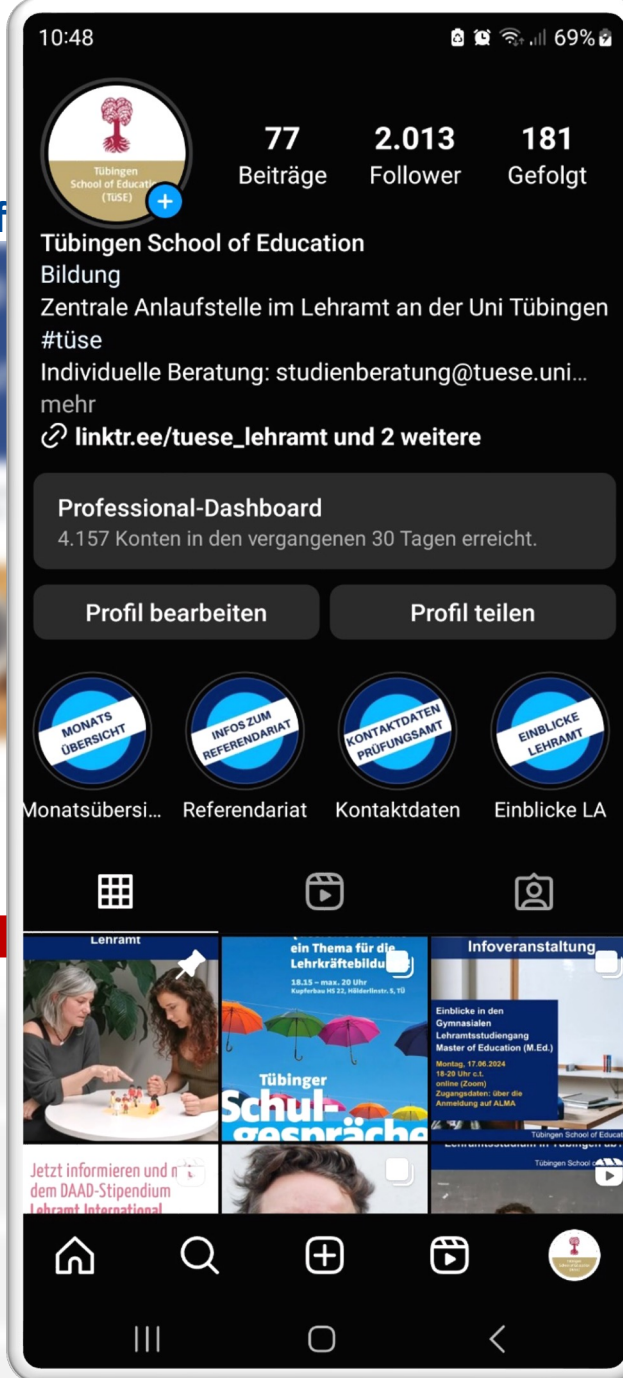 10:48
69%
Tübingen
School of Education
(TüSE)
77
Beiträge
2.013
Follower
181
Gefolgt
Tübingen School of Education
Bildung
Zentrale Anlaufstelle im Lehramt an der Uni Tübingen
#tüse
Individuelle Beratung: studienberatung@tuese.uni...
mehr
linktr.ee/tuese_lehramt und 2 weitere
Professional-Dashboard
4.157 Konten in den vergangenen 30 Tagen erreicht.
Profil bearbeiten
Profil teilen
MONATS
ÜBERSICHT
INFOS ZUM
REFERENDARIAT
KONTAKTDATEN
PRÜFUNGSAMT
EINBLICKE
LEHRAMT
Monatsübersi...
Referendariat
Kontaktdaten
Einblicke LA
Lehramt
ein Thema für die
18.15 – max. 20 Uhr
Kupferbau HS 22, Hölderlinstr. 5, TÜ
Tübinger
Schul-
gespräche
Infoveranstaltung
Einblicke in den
Gymnasialen
Lehramtsstudiengang
Master of Education (M.Ed.)
Montag, 17.06.2024
18-20 Uhr c.t.
online (Zoom)
Zugangsdaten: über die
Anmeldung auf ALMA
Tübingen School of Educat
Jetzt informieren und
dem DAAD-Stipendium
Lehramt International
Tübingen School